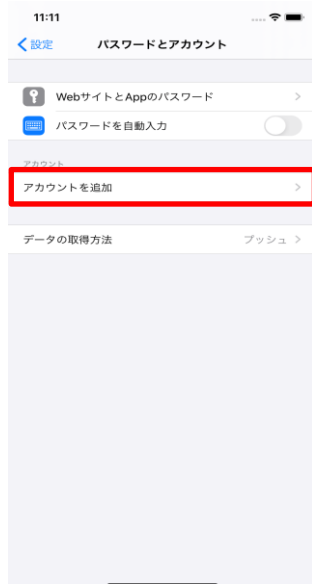 11:11
設定
パスワードとアカウント
WebサイトとAppのパスワード
パスワードを自動入力
アカウント
アカウントを追加
データの取得方法 プッシュ